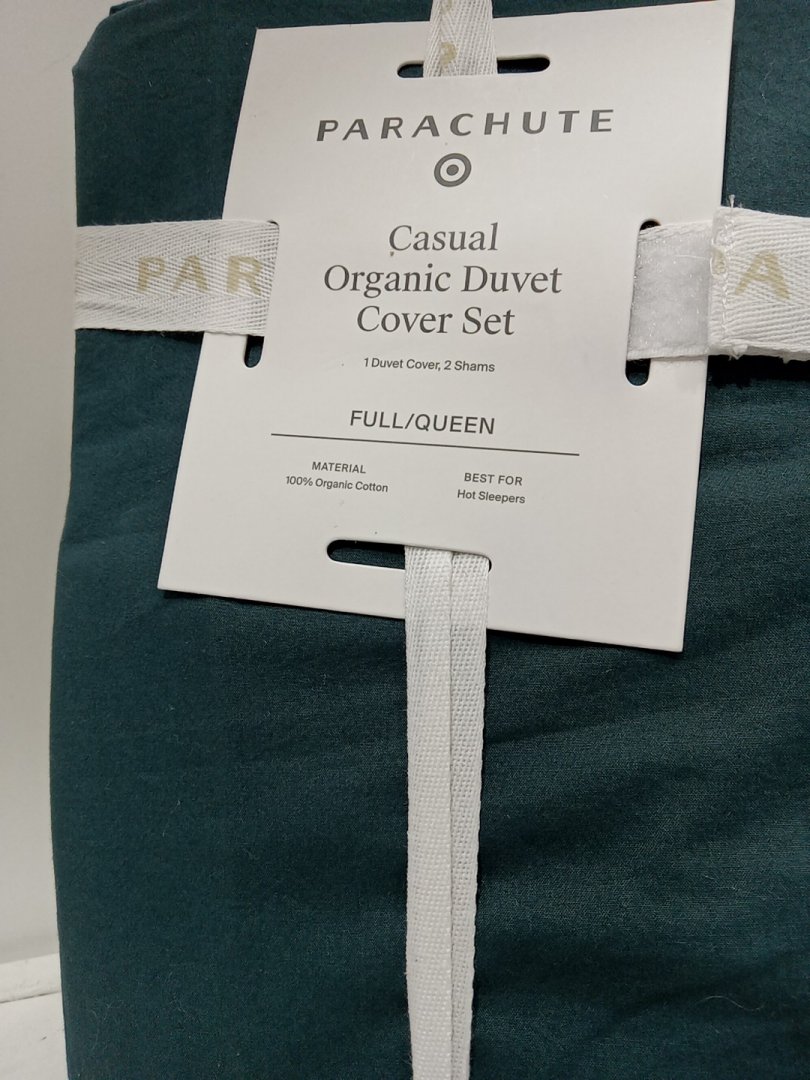 P
PARACHUTE
Casual
Organic Duvet
Cover Set
PAR
A
1 Duvet Cover, 2 Shams
FULL/QUEEN
MATERIAL
100% Organic Cotton
BEST FOR
Hot Sleepers